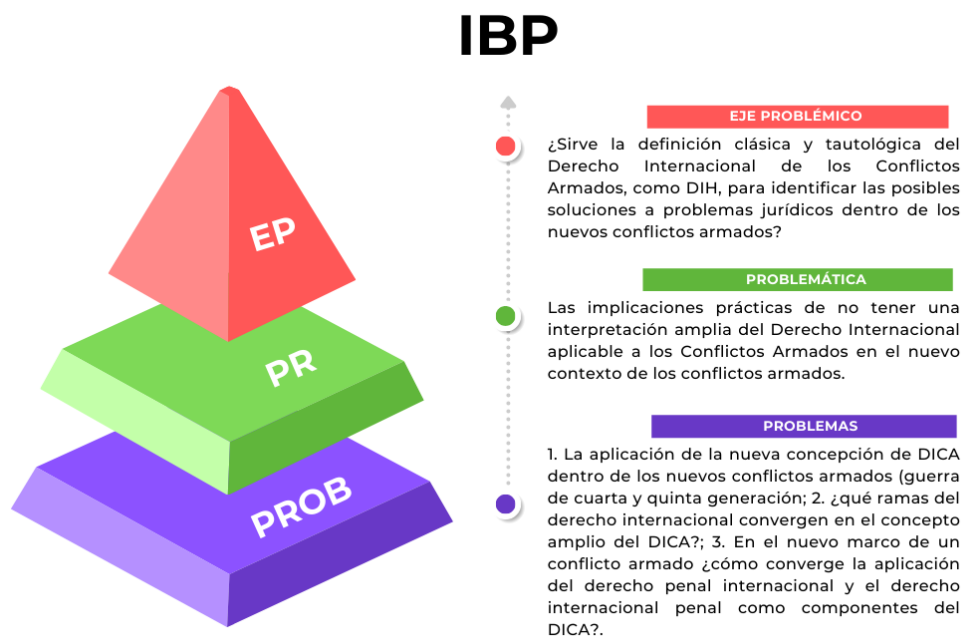 IBP
EP
PR
PROB
EJE PROBLÉMICO
¿Sirve la definición clásica y tautológica del
Derecho Internacional de los Conflictos
Armados, como DIH, para identificar las posibles
soluciones a problemas jurídicos dentro de los
nuevos conflictos armados?
PROBLEMÁTICA
Las implicaciones prácticas de no tener una
interpretación amplia del Derecho Internacional
aplicable a los Conflictos Armados en el nuevo
contexto de los conflictos armados.
PROBLEMAS
1. La aplicación de la nueva concepción de DICA
dentro de los nuevos conflictos armados (guerra
de cuarta y quinta generación; 2. ¿qué ramas del
derecho internacional convergen en el concepto
amplio del DICA?; 3. En el nuevo marco de un
conflicto armado ¿cómo converge la aplicación
del derecho penal internacional y el derecho
internacional penal como componentes del
DICA?.